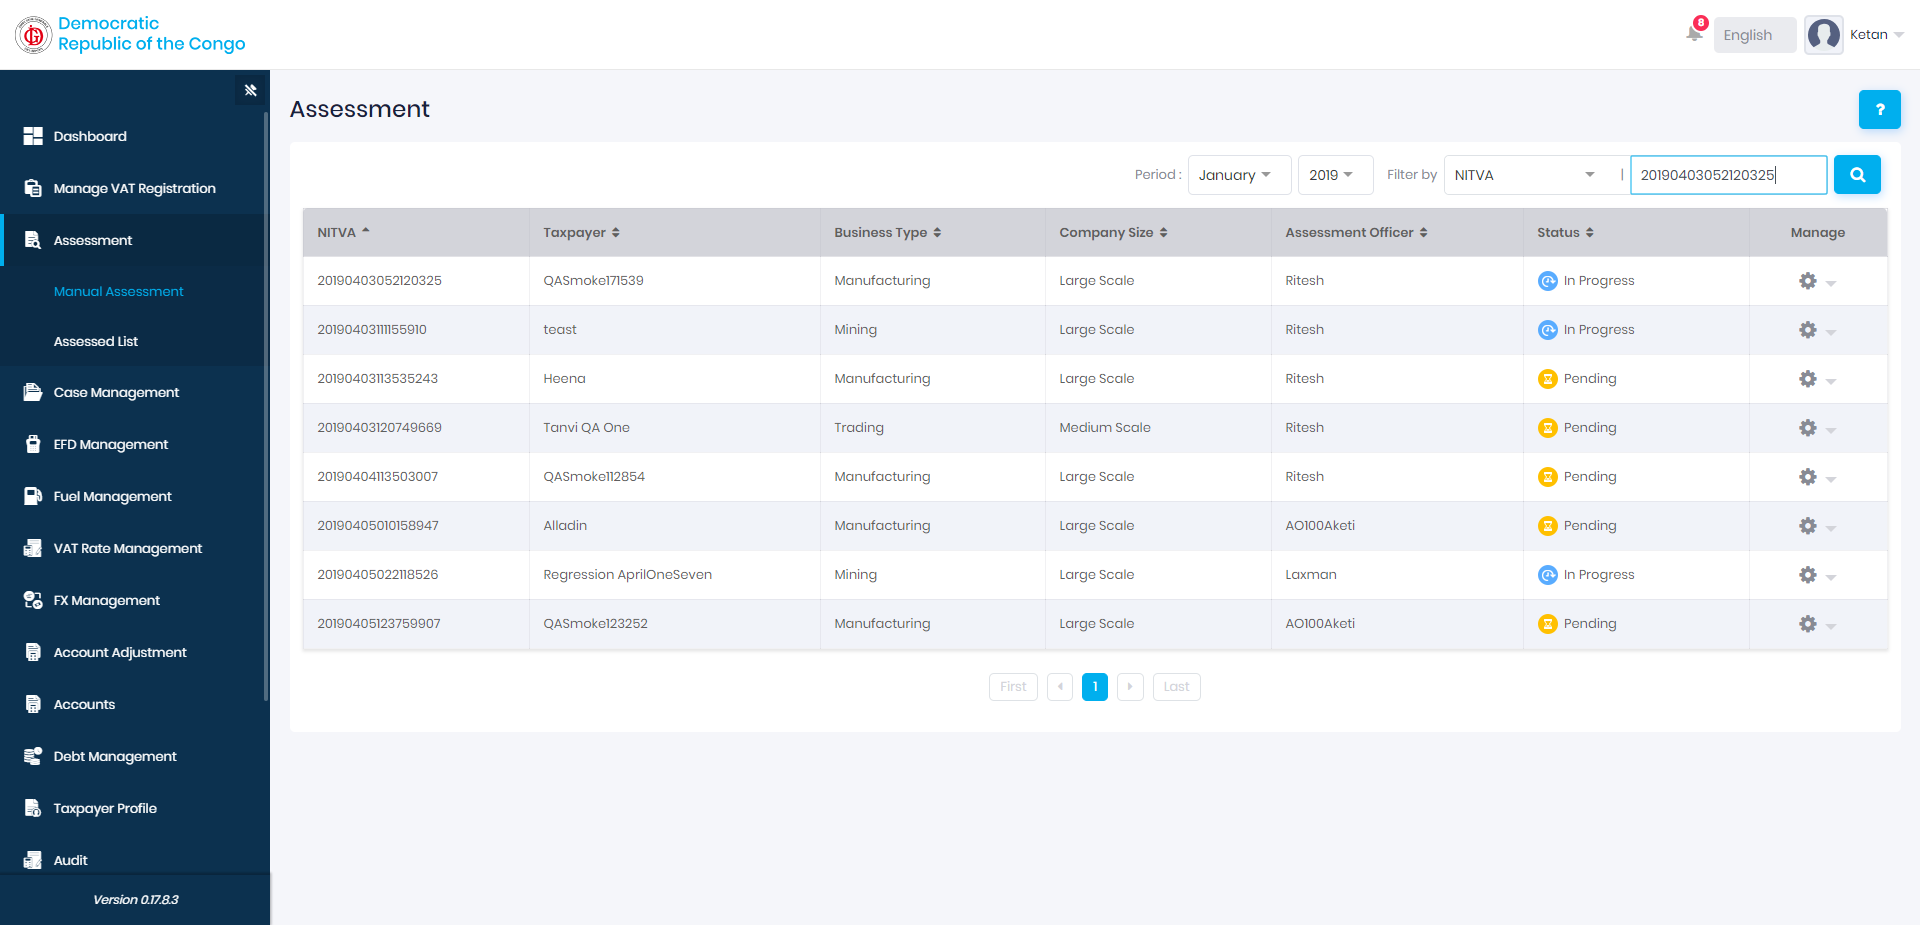 Democratic
Republic of the Congo
8
English
Ketan
Dashboard
Manage VAT Registration
Assessment
Manual Assessment
Assessed List
Case Management
EFD Management
Fuel Management
VAT Rate Management
FX Management
Account Adjustment
Accounts
Debt Management
Taxpayer Profile
Audit
Version 0.17.8.3
Assessment
?
Period : January 2019 Filter by NITVA | 20190403052120325
NITVA Taxpayer Business Type Company Size Assessment Officer Status Manage
20190403052120325 QASmoke171539 Manufacturing Large Scale Ritesh In Progress
20190403111155910 teast Mining Large Scale Ritesh In Progress
20190403113535243 Heena Manufacturing Large Scale Ritesh Pending
20190403120749669 Tanvi QA One Trading Medium Scale Ritesh Pending
20190404113503007 QASmoke112854 Manufacturing Large Scale Ritesh Pending
20190405010158947 Alladin Manufacturing Large Scale AO100Aketi Pending
20190405022118526 Regression AprilOneSeven Mining Large Scale Laxman In Progress
20190405123759907 QASmoke123252 Manufacturing Large Scale AO100Aketi Pending
First 1 Last